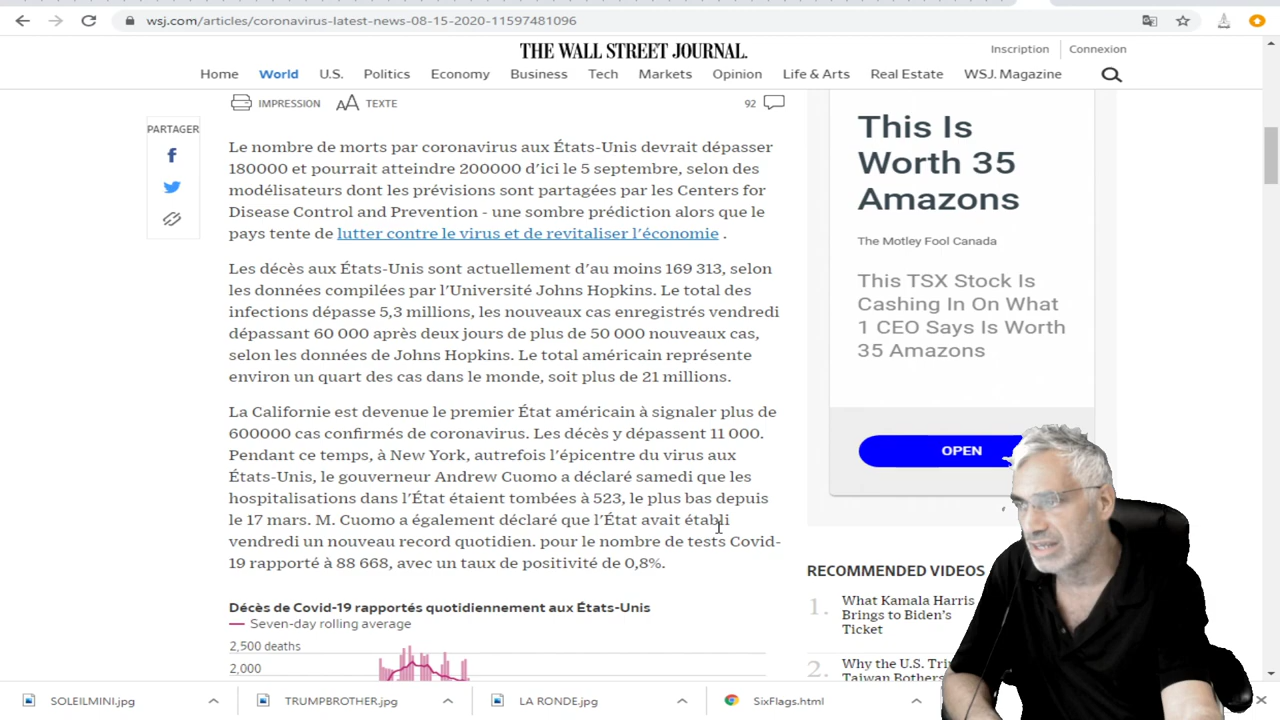 wsj.com/articles/coronavirus-latest-news-08-15-2020-11597481096
THE WALL STREET JOURNAL.
Inscription
Connexion
Home World U.S. Politics Economy Business Tech Markets Opinion Life & Arts Real Estate WSJ. Magazine
IMPRESSION
TEXTE
92
PARTAGER
Le nombre de morts par coronavirus aux États-Unis devrait dépasser
180000 et pourrait atteindre 200000 d'ici le 5 septembre, selon des
modélisateurs dont les prévisions sont partagées par les Centers for
Disease Control and Prevention - une sombre prédiction alors que le
pays tente de lutter contre le virus et de revitaliser l'économie .
Les décès aux États-Unis sont actuellement d'au moins 169 313, selon
les données compilées par l'Université Johns Hopkins. Le total des
infections dépasse 5,3 millions, les nouveaux cas enregistrés vendredi
dépassant 60 000 après deux jours de plus de 50 000 nouveaux cas,
selon les données de Johns Hopkins. Le total américain représente
environ un quart des cas dans le monde, soit plus de 21 millions.
La Californie est devenue le premier État américain à signaler plus de
600000 cas confirmés de coronavirus. Les décès y dépassent 11 000.
Pendant ce temps, à New York, autrefois l'épicentre du virus aux
États-Unis, le gouverneur Andrew Cuomo a déclaré samedi que les
hospitalisations dans l'État étaient tombées à 523, le plus bas depuis
le 17 mars. M. Cuomo a également déclaré que l'État avait établi
vendredi un nouveau record quotidien. pour le nombre de tests Covid-
19 rapporté à 88 668, avec un taux de positivité de 0,8%.
Décès de Covid-19 rapportés quotidiennement aux États-Unis
Seven-day rolling average
2,500 deaths
2,000
This Is
Worth 35
Amazons
The Motley Fool Canada
This TSX Stock Is
Cashing In On What
1 CEO Says Is Worth
35 Amazons
OPEN
RECOMMENDED VIDEOS
1. What Kamala Harris
Brings to Biden's
Ticket
2. Why the U.S.
Taiwan
SOLEILMINI.jpg
TRUMPBROTHER.jpg
LA RONDE.jpg
SixFlags.html